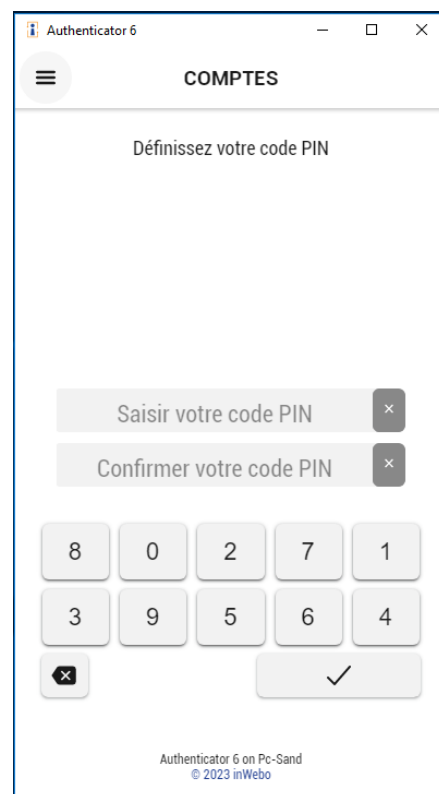 Authenticator 6
COMPTES
Définissez votre code PIN
Saisir votre code PIN
Confirmer votre code PIN
8 0 2 7 1
3 9 5 6 4
Authenticator 6 on Pc-Sand
© 2023 inWebo